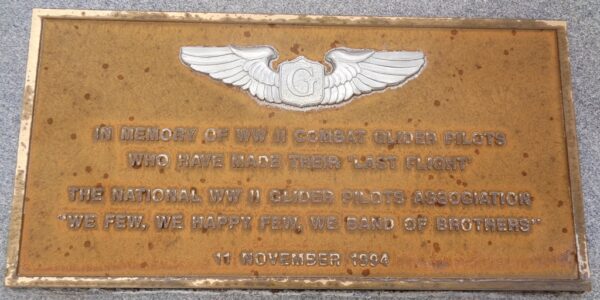 G
IN MEMORY OF WW II COMBAT GLIDER PILOTS
WHO HAVE MADE THEIR "LAST FLIGHT"
THE NATIONAL WW II GLIDER PILOTS ASSOCIATION
"WE FEW, WE HAPPY FEW, WE BAND OF BROTHERS"
11 NOVEMBER 1994